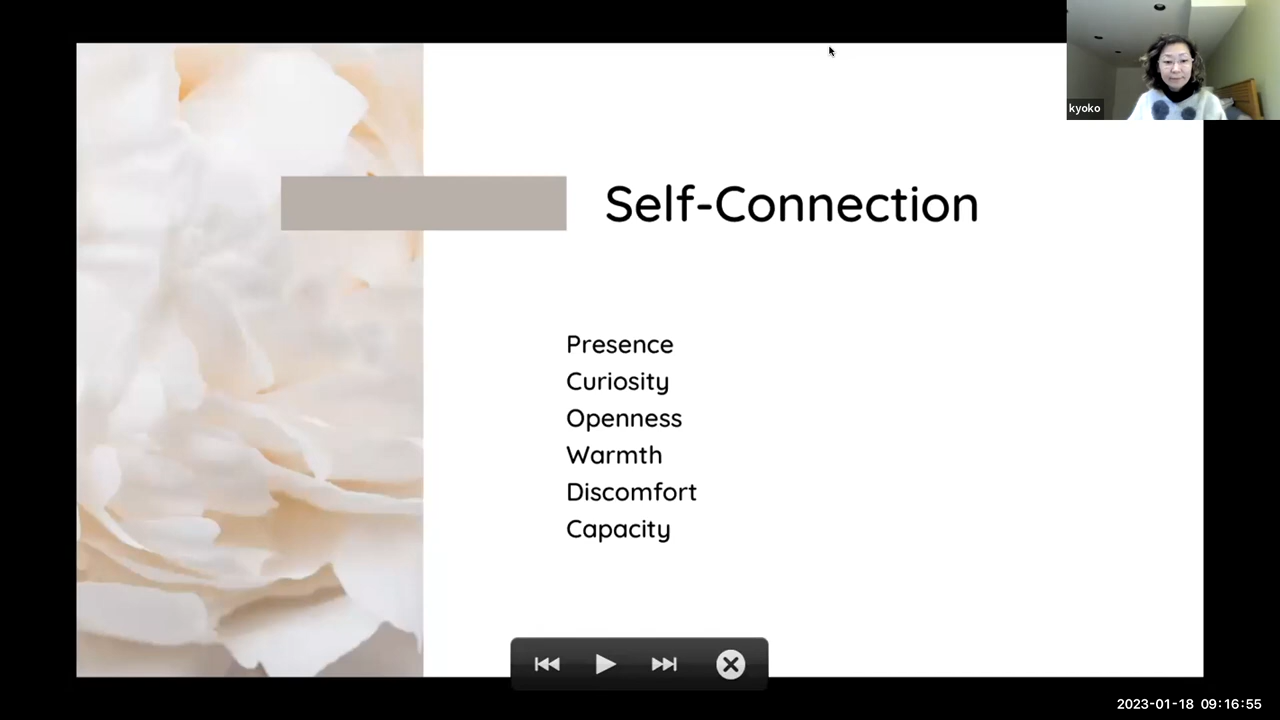 kyoko
Self-Connection
Presence
Curiosity
Openness
Warmth
Discomfort
Capacity
2023-01-18 09:16:55